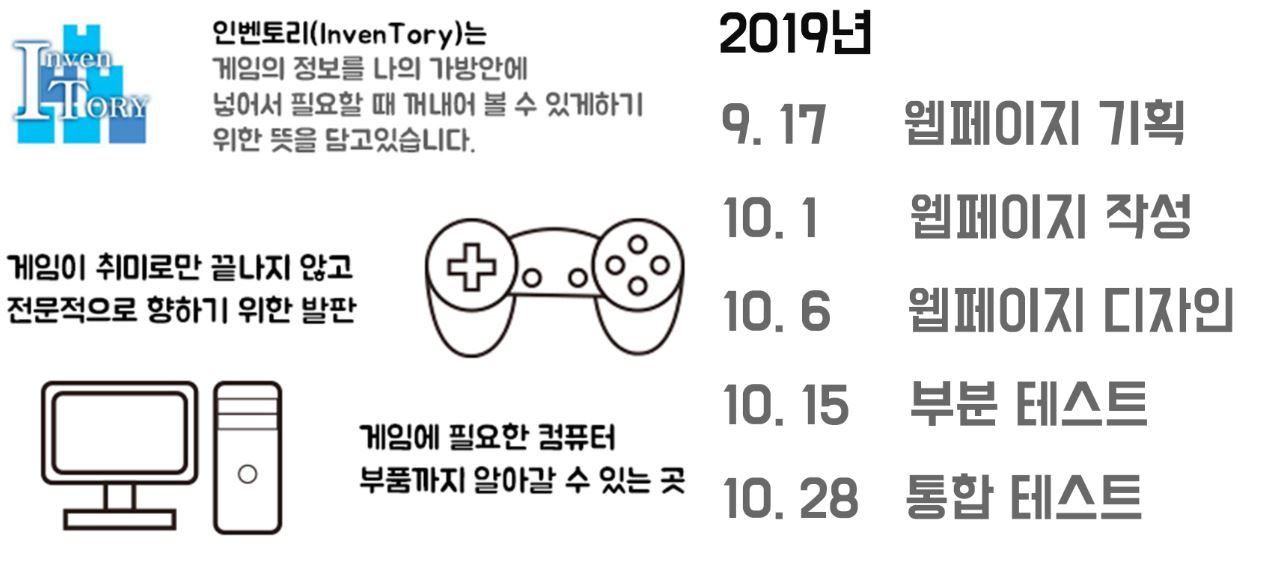 Inven
Tory
인벤토리(InvenTory)는
게임의 정보를 나의 가방안에
넣어서 필요할 때 꺼내어 볼 수 있게하기
위한 뜻을 담고있습니다.
게임이 취미로만 끝나지 않고
전문적으로 향하기 위한 발판
게임에 필요한 컴퓨터
부품까지 알아갈 수 있는 곳
2019년
9. 17 웹페이지 기획
10. 1 웹페이지 작성
10. 6 웹페이지 디자인
10. 15 부분 테스트
10. 28 통합 테스트